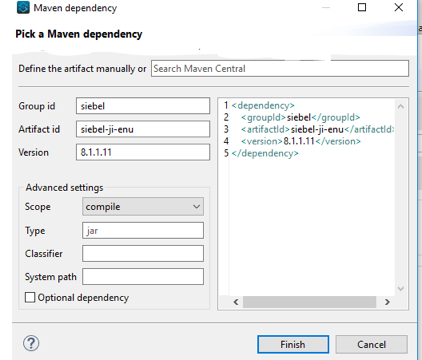 Maven dependency
Pick a Maven dependency
Define the artifact manually or Search Maven Central
Group id siebel
Artifact id siebel-ji-enu
Version 8.1.1.11
Advanced settings
Scope compile
Type jar
Classifier
System path
Optional dependency
1 <dependency>
2 <groupId>siebel</groupId>
3 <artifactId>siebel-ji-enu</artifactId>
4 <version>8.1.1.11</version>
5 </dependency>
Finish Cancel